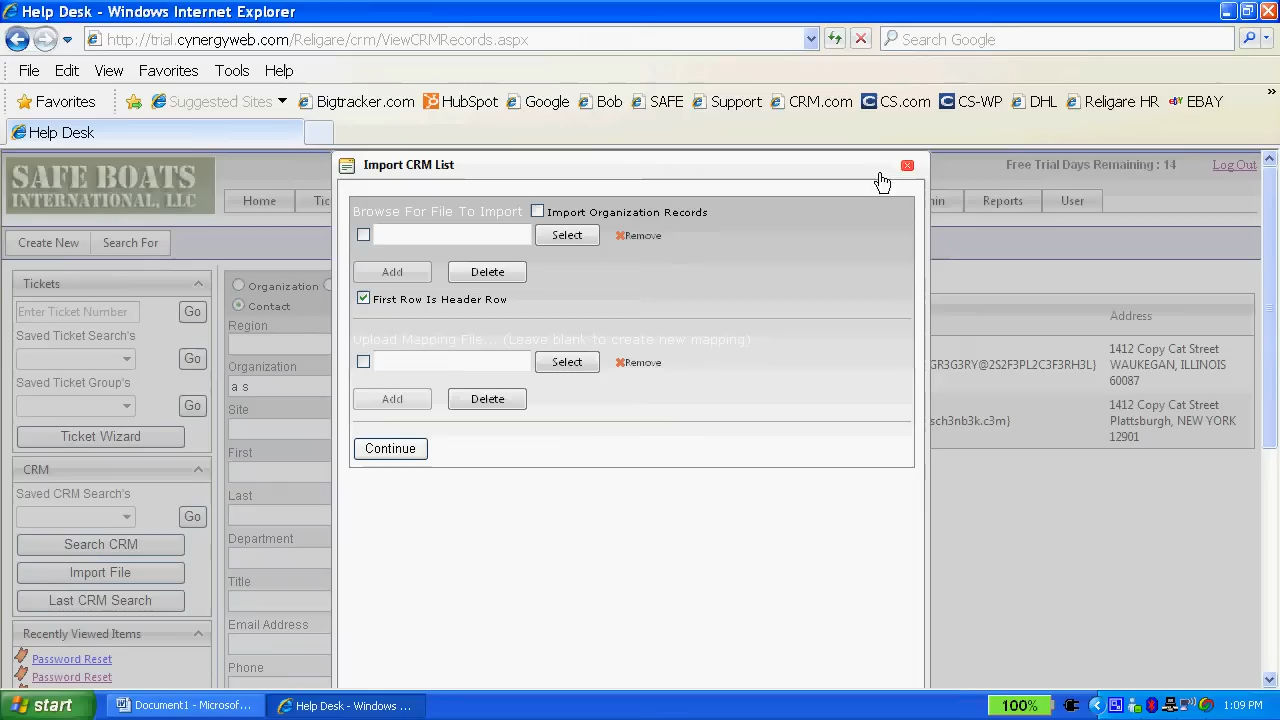 Help Desk - Windows Internet Explorer
http://trial.cynergyweb.com/Religare/crm/ViewCRMRecords.aspx
Search Google
File Edit View Favorites Tools Help
Favorites Suggested Sites Bigtracker.com HubSpot Google Bob SAFE Support CRM.com CS.com CS-WP DHL Religare HR EBAY »
Help Desk
SAFE BOATS
INTERNATIONAL, LLC
Import CRM List
Free Trial Days Remaining : 14 Log Out
Home Tic in Reports User
Create New Search For
Browse For File To Import Import Organization Records
Select Remove
Add Delete
First Row Is Header Row
Upload Mapping File... (Leave blank to create new mapping)
Select Remove
Add Delete
Continue
Tickets
Enter Ticket Number Go
Saved Ticket Search's
Go
Saved Ticket Group's
Go
Ticket Wizard
CRM
Saved CRM Search's
Go
Search CRM
Import File
Last CRM Search
Recently Viewed Items
Password Reset
Password Reset
Organization
Contact
Region
Organization
a s
Site
First
Last
Department
Title
Email Address
Phone
Address
GR3G3RY@2S2F3PL2C3F3RH3L}
1412 Copy Cat Street
WAUKEGAN, ILLINOIS
60087
sch3nb3k.c3m}
1412 Copy Cat Street
Plattsburgh, NEW YORK
12901
start Document1 - Microsof... Help Desk - Windows ... 100% 1:09 PM